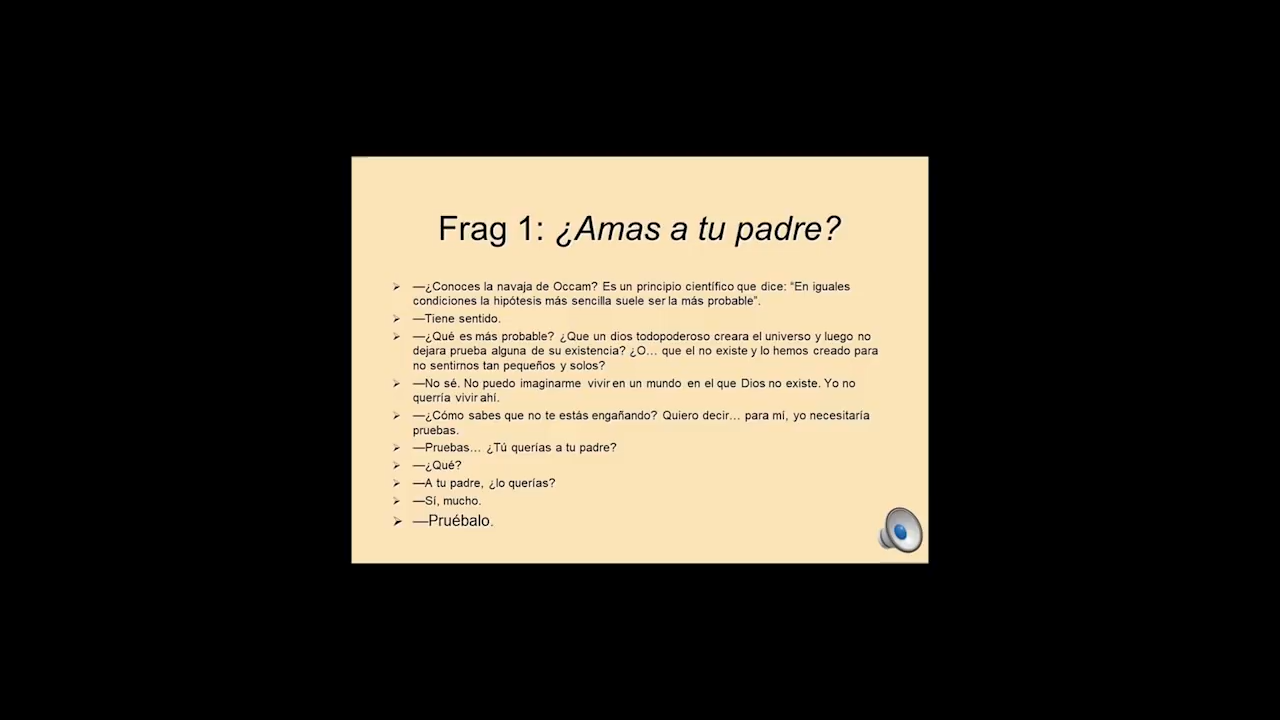 Frag 1: ¿Amas a tu padre?
➢ —¿Conoces la navaja de Occam? Es un principio científico que dice: “En iguales
condiciones la hipótesis más sencilla suele ser la más probable”.
➢ —Tiene sentido.
➢ —¿Qué es más probable? ¿Que un dios todopoderoso creara el universo y luego no
dejara prueba alguna de su existencia? ¿O… que el no existe y lo hemos creado para
no sentirnos tan pequeños y solos?
➢ —No sé. No puedo imaginarme vivir en un mundo en el que Dios no existe. Yo no
querría vivir ahí.
➢ —¿Cómo sabes que no te estás engañando? Quiero decir… para mí, yo necesitaría
pruebas.
➢ —Pruebas… ¿Tú querías a tu padre?
➢ —¿Qué?
➢ —A tu padre, ¿lo querías?
➢ —Sí, mucho.
➢ —Pruébalo.